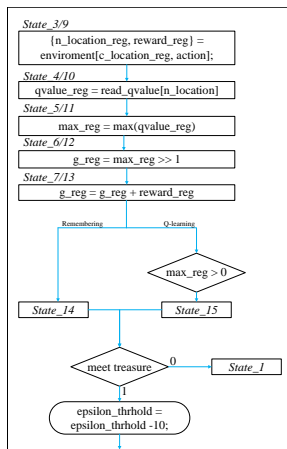 State_3/9
{n_location_reg, reward_reg} =
enviroment[c_location_reg, action];
State_4/10
qvalue_reg = read_qvalue[n_location]
State_5/11
max_reg = max(qvalue_reg)
State_6/12
g_reg = max_reg >> 1
State_7/13
g_reg = g_reg + reward_reg
Remembering
Q-learning
max_reg > 0
State_14
State_15
meet treasure
0
State_1
1
epsilon_thrhold =
epsilon_thrhold -10;